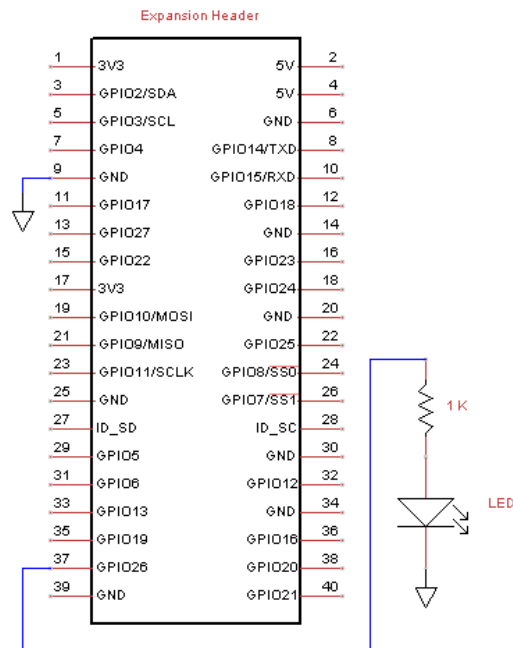 Expansion Header
1 3V3 5V 2
3 GPIO2/SDA 5V 4
5 GPIO3/SCL GND 6
7 GPIO4 GPIO14/TXD 8
9 GND GPIO15/RXD 10
11 GPIO17 GPIO18 12
13 GPIO27 GND 14
15 GPIO22 GPIO23 16
17 3V3 GPIO24 18
19 GPIO10/MOSI GND 20
21 GPIO9/MISO GPIO25 22
23 GPIO11/SCLK GPIO8/SS0 24
25 GND GPIO7/SS1 26
27 ID_SD ID_SC 28
29 GPIO5 GND 30
31 GPIO6 GPIO12 32
33 GPIO13 GND 34
35 GPIO19 GPIO16 36
37 GPIO26 GPIO20 38
39 GND GPIO21 40
1K
LED